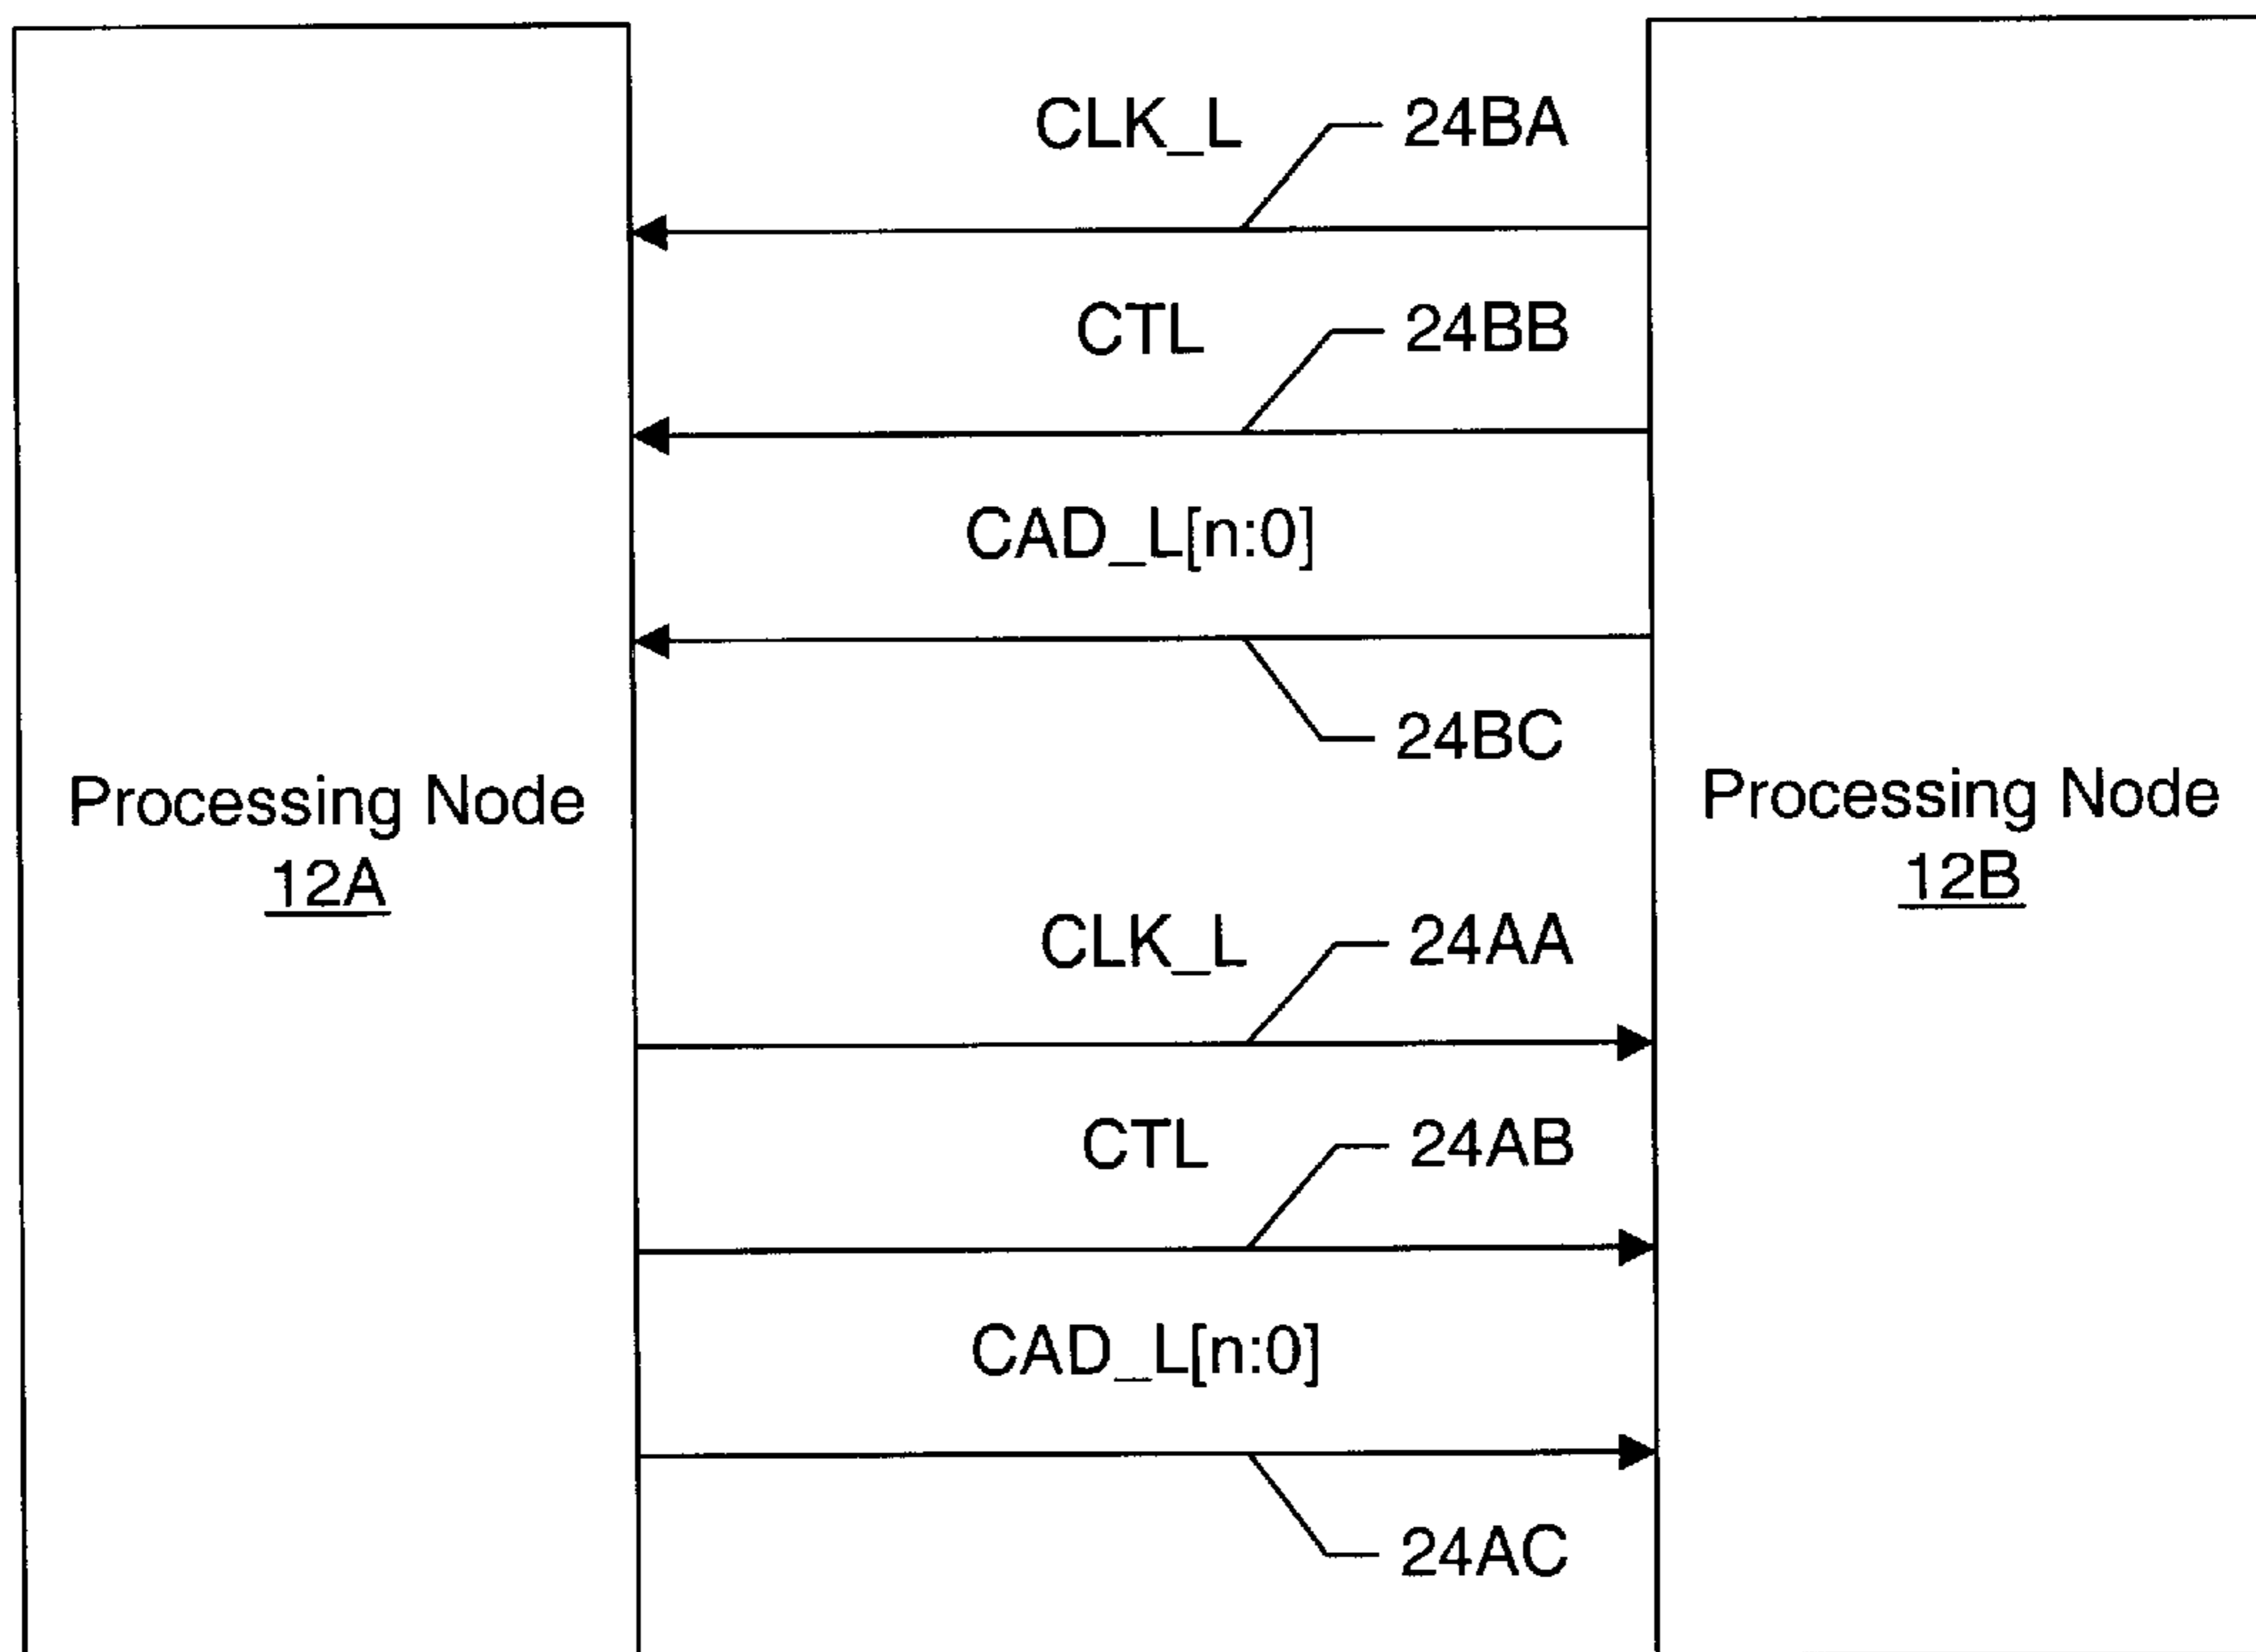 CLK_L 24BA
CTL 24BB
CAD_L[n:0]
24BC
Processing Node
12A
Processing Node
12B
CLK_L 24AA
CTL 24AB
CAD_L[n:0]
24AC